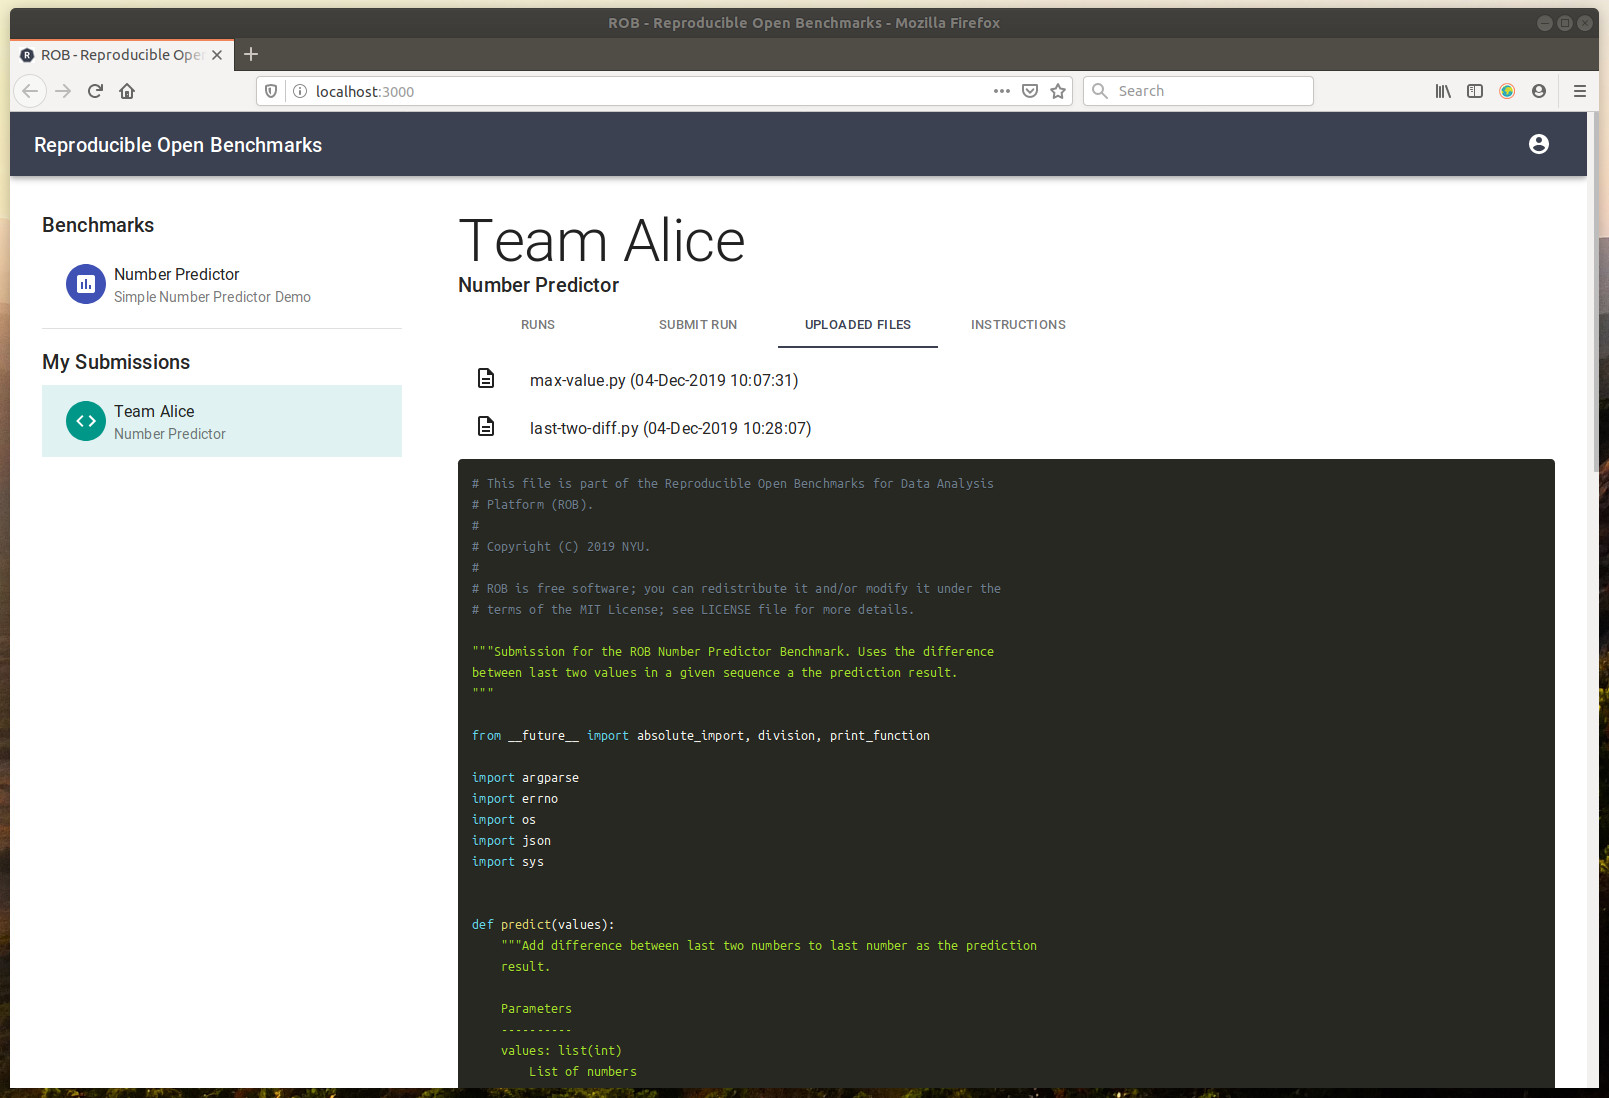 ROB - Reproducible Open Benchmarks - Mozilla Firefox
R ROB - Reproducible Ope
localhost:3000
Search
Reproducible Open Benchmarks
Benchmarks
Number Predictor
Simple Number Predictor Demo
My Submissions
Team Alice
Number Predictor
Team Alice
Number Predictor
RUNS SUBMIT RUN UPLOADED FILES INSTRUCTIONS
max-value.py (04-Dec-2019 10:07:31)
last-two-diff.py (04-Dec-2019 10:28:07)
# This file is part of the Reproducible Open Benchmarks for Data Analysis
# Platform (ROB).
#
# Copyright (C) 2019 NYU.
#
# ROB is free software; you can redistribute it and/or modify it under the
# terms of the MIT License; see LICENSE file for more details.
"""Submission for the ROB Number Predictor Benchmark. Uses the difference
between last two values in a given sequence a the prediction result.
"""
from __future__ import absolute_import, division, print_function
import argparse
import errno
import os
import json
import sys
def predict(values):
"""Add difference between last two numbers to last number as the prediction
result.
Parameters
----------
values: list(int)
List of numbers